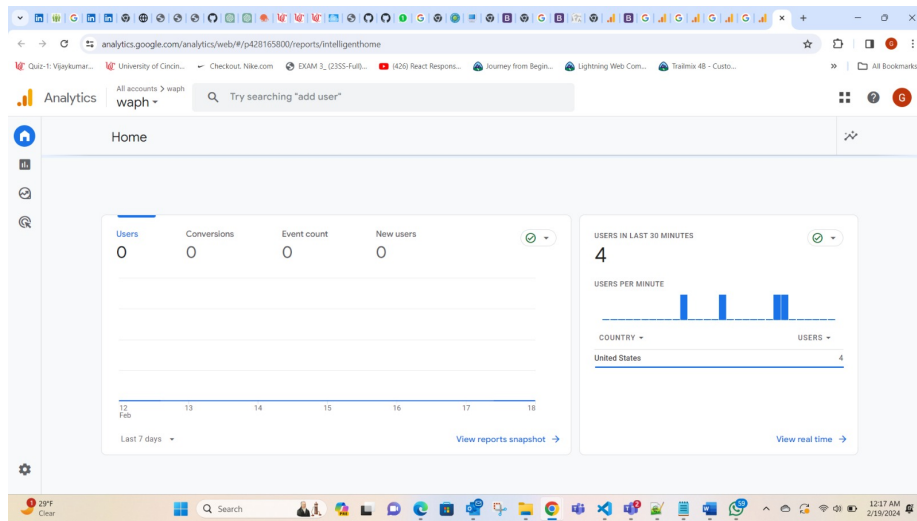 analytics.google.com/analytics/web/#/p428165800/reports/intelligenthome
Quiz-1: Vijaykumar... University of Cincin... Checkout. Nike.com EXAM 3_ (23SS-Full)... (426) React Respons... Journey from Begin... Lightning Web Com... Trailmix 4B - Custo... » All Bookmarks
Analytics
All accounts > waph
waph
Try searching "add user"
G
Home
Users Conversions Event count New users
0 0 0 0
12 13 14 15 16 17 18
Feb
Last 7 days
View reports snapshot
USERS IN LAST 30 MINUTES
4
USERS PER MINUTE
COUNTRY USERS
United States 4
View real time
29°F
Clear
Search
12:17 AM
2/19/2024